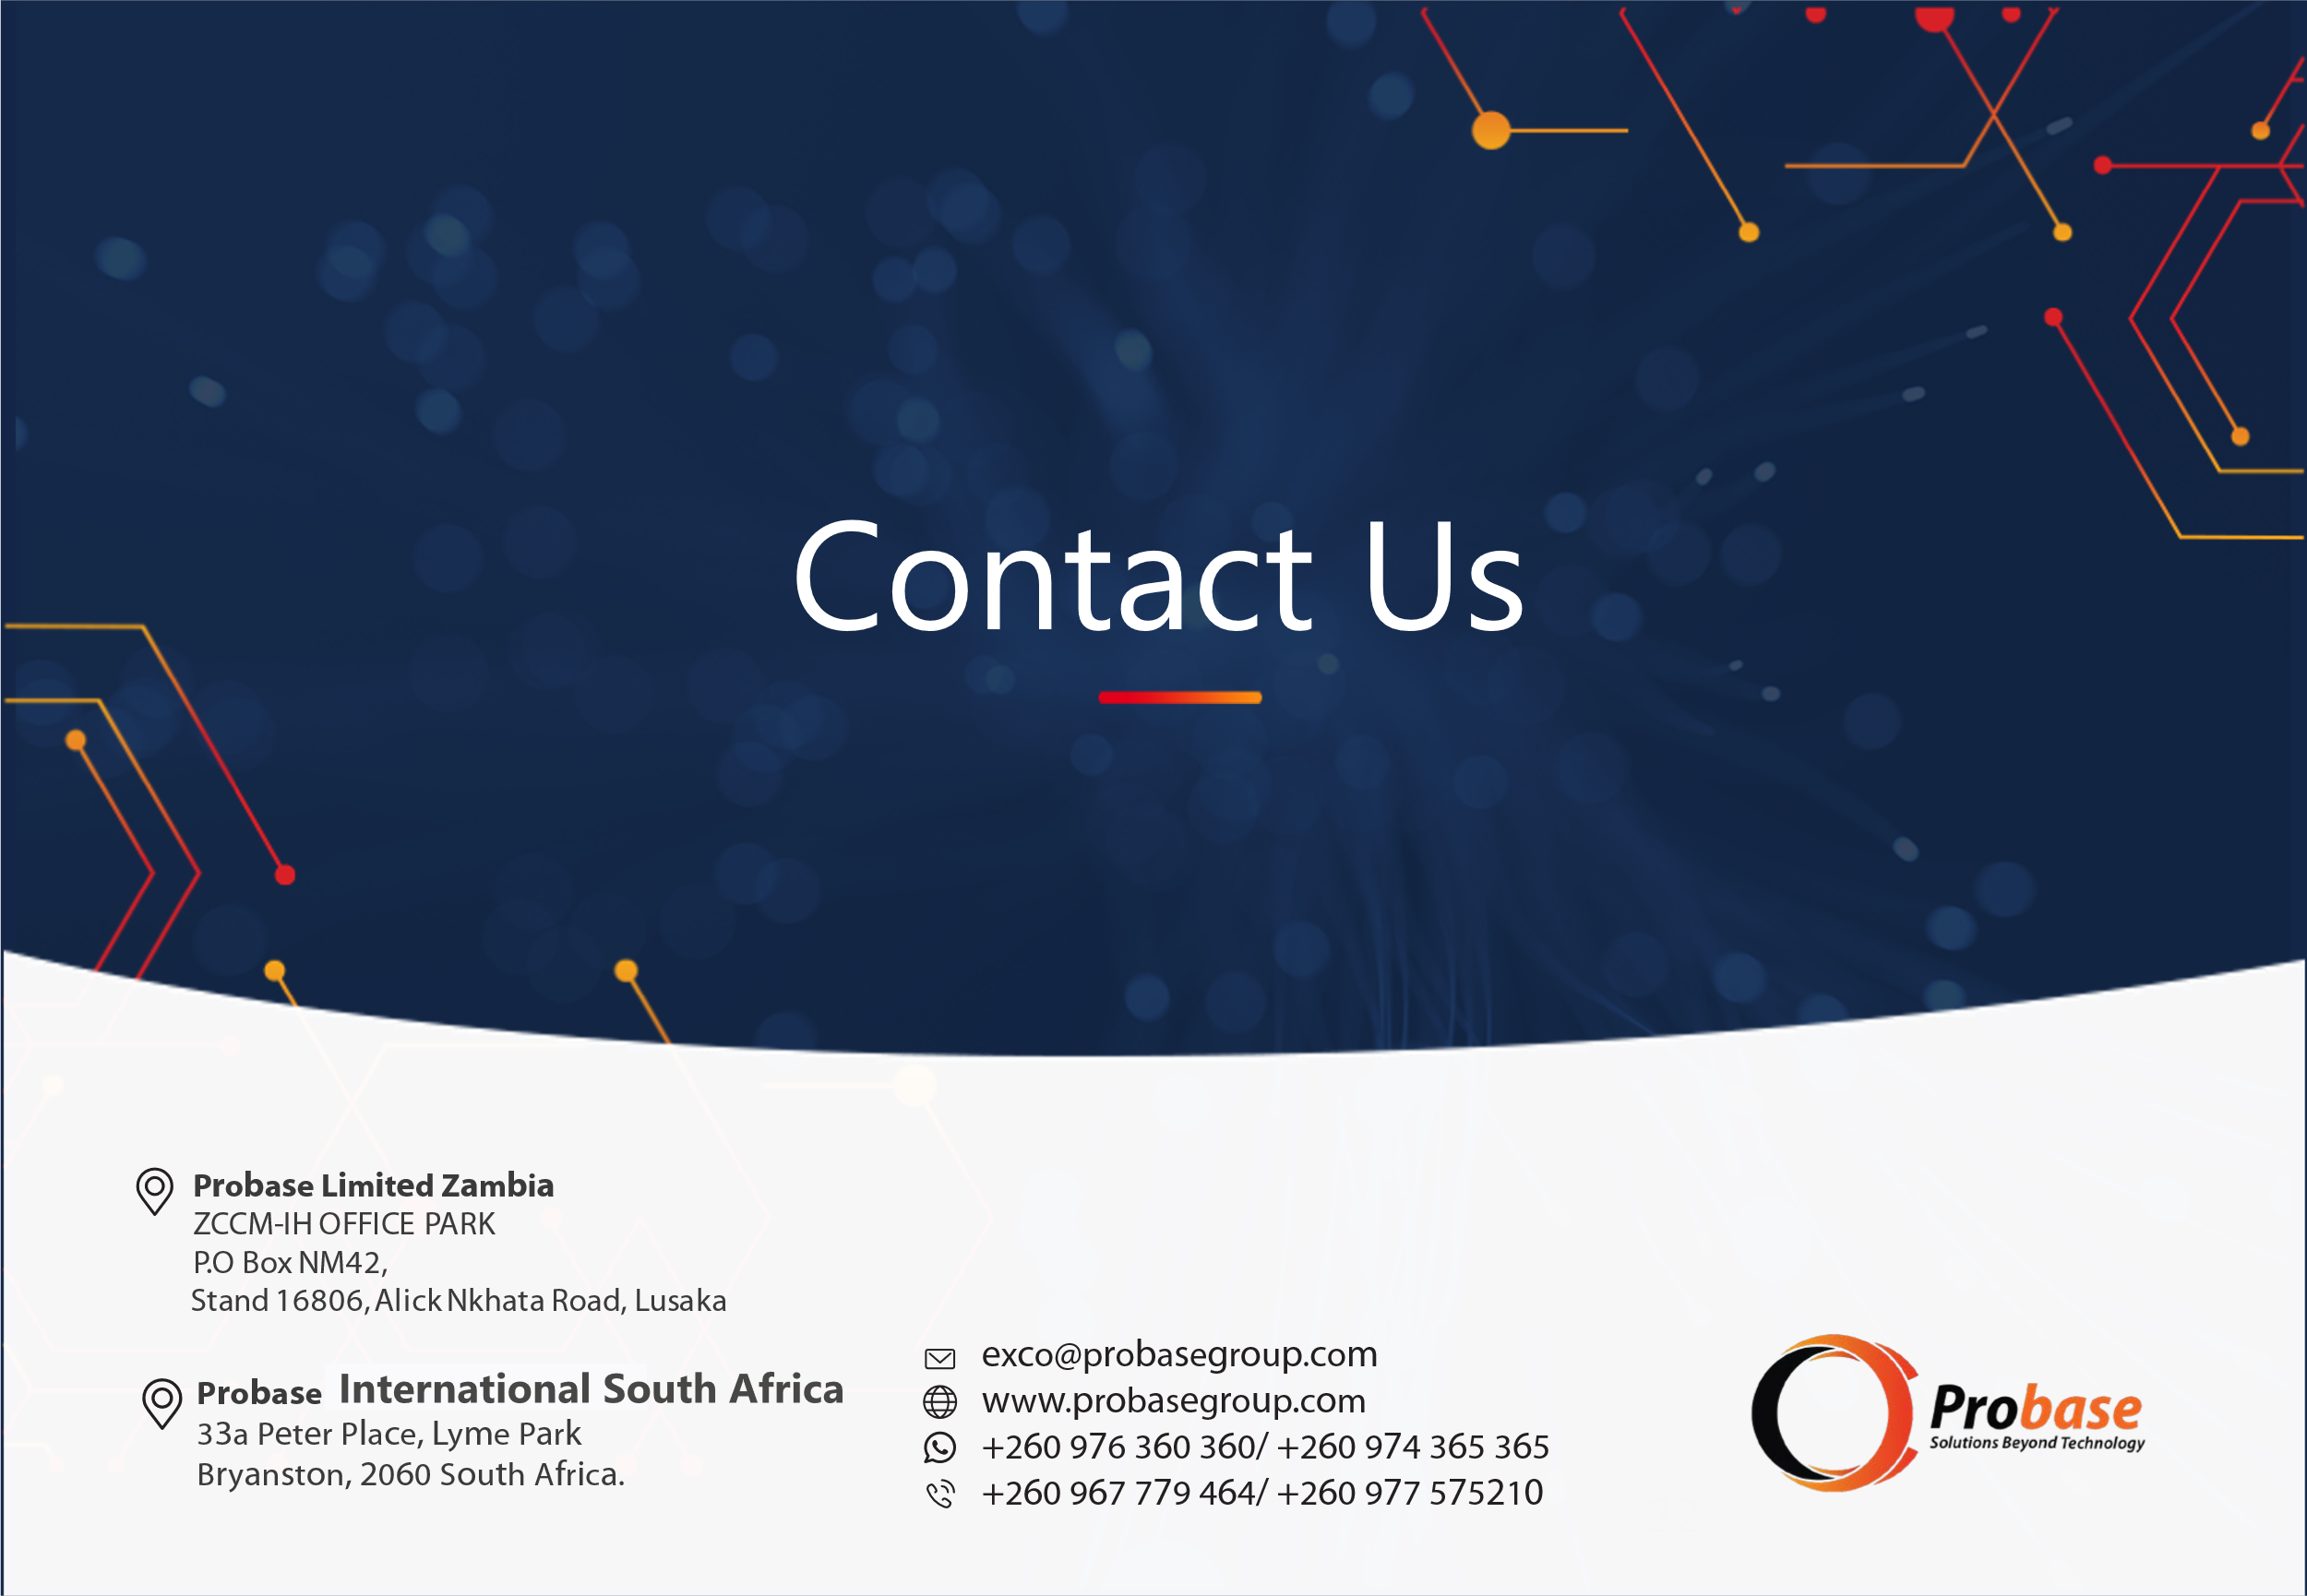 Contact Us
Probase Limited Zambia
ZCCM-IH OFFICE PARK
P.O Box NM42,
Stand 16806, Alick Nkhata Road, Lusaka
Probase International South Africa
33a Peter Place, Lyme Park
Bryanston, 2060 South Africa.
exco@probasegroup.com
www.probasegroup.com
+260 976 360 360/ +260 974 365 365
+260 967 779 464/ +260 977 575210
Probase
Solutions Beyond Technology